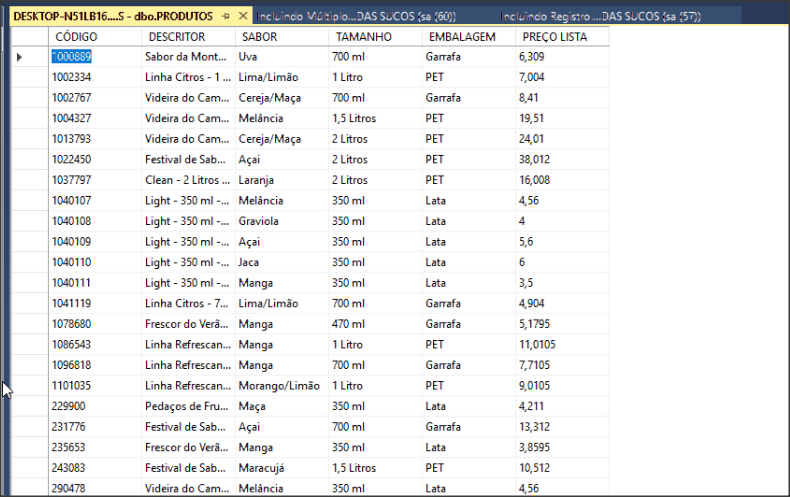 DESKTOP-N51LB16....S - dbo.PRODUTOS Incluindo Múltiplo...DAS SUCOS (sa (60)) Incluindo Registro ...DAS SUCOS (sa (57))
CÓDIGO DESCRITOR SABOR TAMANHO EMBALAGEM PREÇO LISTA
1000889 Sabor da Mont... Uva 700 ml Garrafa 6,309
1002334 Linha Citros - 1 ... Lima/Limão 1 Litro PET 7,004
1002767 Videira do Cam... Cereja/Maça 700 ml Garrafa 8,41
1004327 Videira do Cam... Melância 1,5 Litros PET 19,51
1013793 Videira do Cam... Cereja/Maça 2 Litros PET 24,01
1022450 Festival de Sab... Açai 2 Litros PET 38,012
1037797 Clean - 2 Litros ... Laranja 2 Litros PET 16,008
1040107 Light - 350 ml -... Melância 350 ml Lata 4,56
1040108 Light - 350 ml -... Graviola 350 ml Lata 4
1040109 Light - 350 ml -... Açai 350 ml Lata 5,6
1040110 Light - 350 ml -... Jaca 350 ml Lata 6
1040111 Light - 350 ml -... Manga 350 ml Lata 3,5
1041119 Linha Citros - 7... Lima/Limão 700 ml Garrafa 4,904
1078680 Frescor do Verã... Manga 470 ml Garrafa 5,1795
1086543 Linha Refrescan... Manga 1 Litro PET 11,0105
1096818 Linha Refrescan... Manga 700 ml Garrafa 7,7105
1101035 Linha Refrescan... Morango/Limão 1 Litro PET 9,0105
229900 Pedaços de Fru... Maça 350 ml Lata 4,211
231776 Festival de Sab... Açai 700 ml Garrafa 13,312
235653 Frescor do Verã... Manga 350 ml Lata 3,8595
243083 Festival de Sab... Maracujá 1,5 Litros PET 10,512
290478 Videira do Cam... Melância 350 ml Lata 4,56